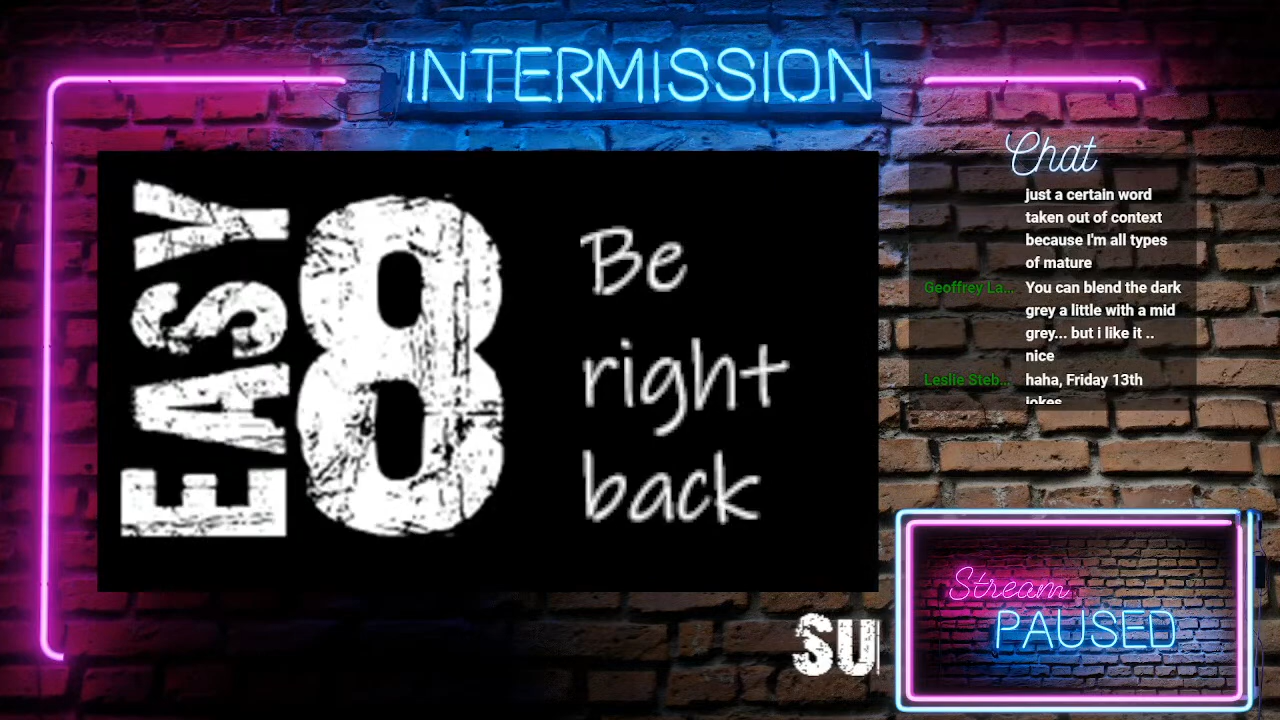 INTERMISSION
Chat
just a certain word
taken out of context
because I'm all types
of mature
Geoffrey La... You can blend the dark
grey a little with a mid
grey... but i like it ..
nice
Leslie Steb... haha, Friday 13th
jokes
EASY 8
Be
right
back
Stream
PAUSED
SU